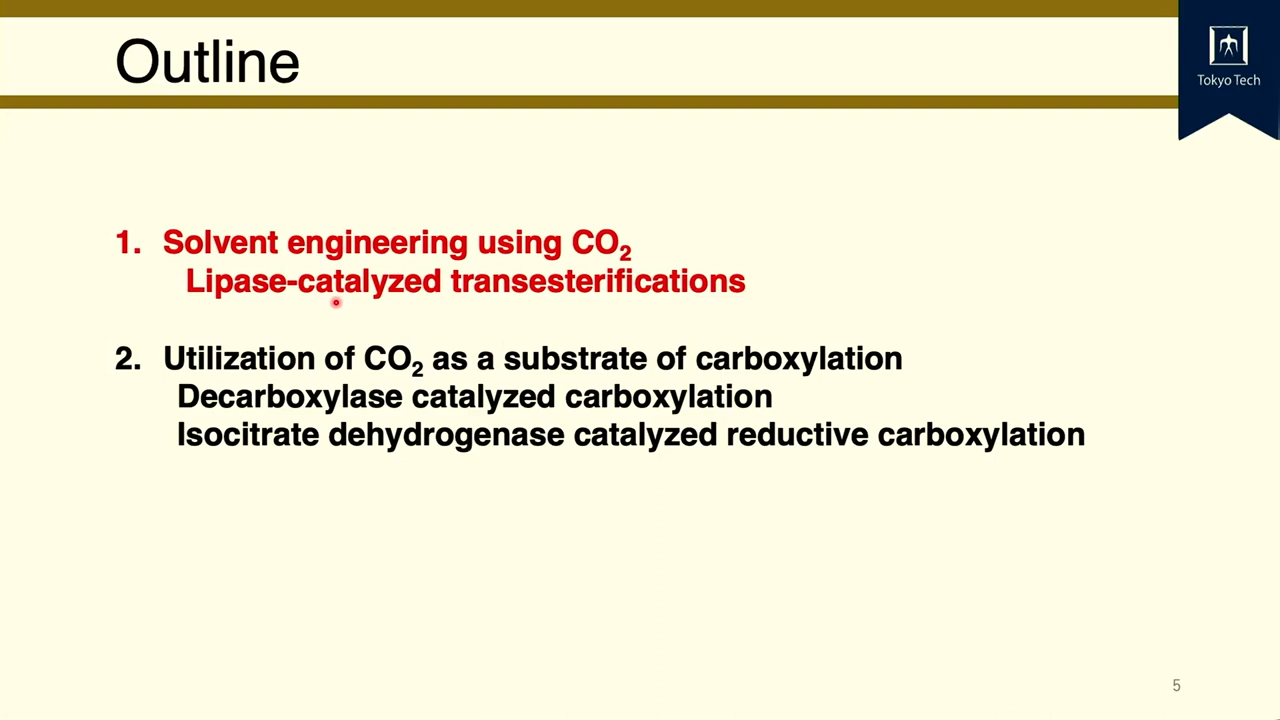 Outline
Tokyo Tech
1. Solvent engineering using CO₂
Lipase-catalyzed transesterifications
2. Utilization of CO₂ as a substrate of carboxylation
Decarboxylase catalyzed carboxylation
Isocitrate dehydrogenase catalyzed reductive carboxylation
5